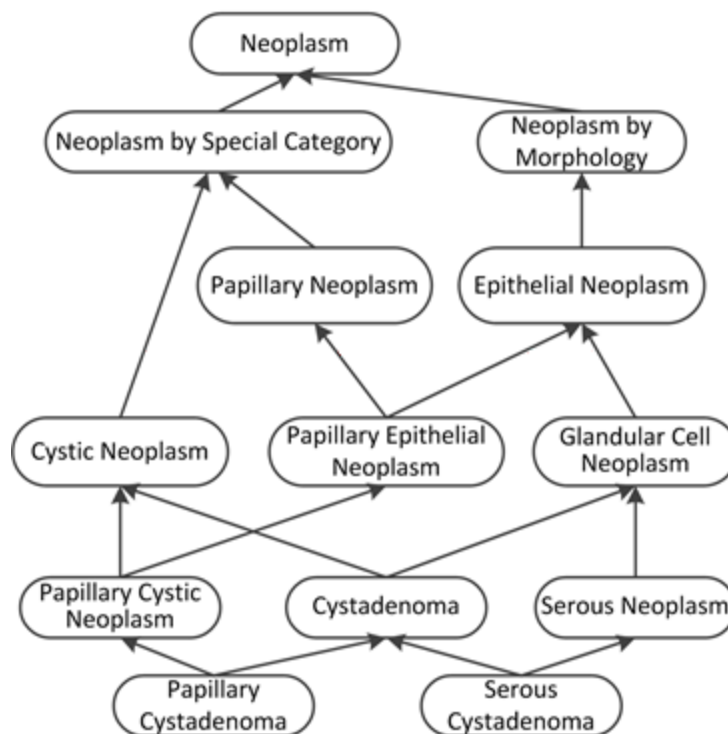 Neoplasm
Neoplasm by Special Category
Neoplasm by
Morphology
Papillary Neoplasm
Epithelial Neoplasm
Cystic Neoplasm
Papillary Epithelial
Neoplasm
Glandular Cell
Neoplasm
Papillary Cystic
Neoplasm
Cystadenoma
Serous Neoplasm
Papillary
Cystadenoma
Serous
Cystadenoma